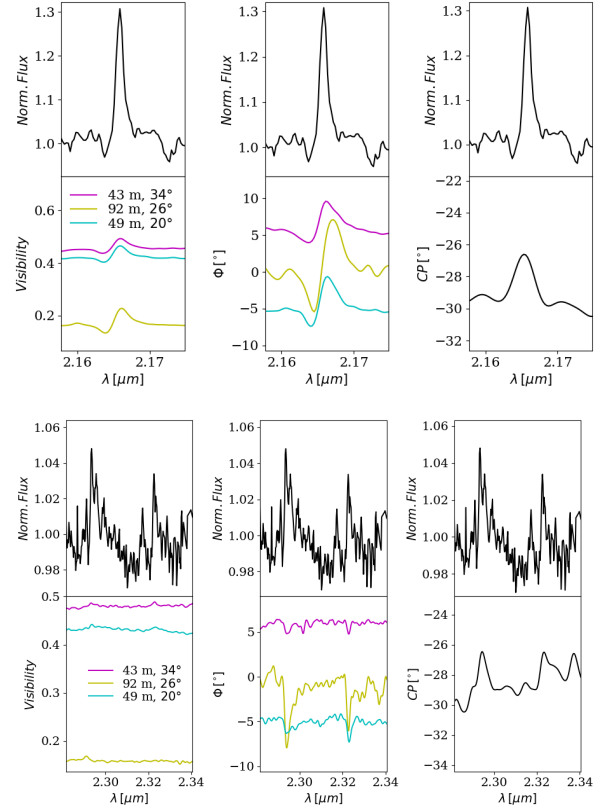 1.3
1.2
1.1
1.0
Norm. Flux
1.3
1.2
1.1
1.0
Norm. Flux
1.3
1.2
1.1
1.0
Norm. Flux
43 m, 34°
92 m, 26°
49 m, 20°
0.6
0.4
0.2
Visibility
2.16
2.17
λ [μm]
10
5
0
−5
−10
Φ [°]
2.16
2.17
λ [μm]
−22
−24
−26
−28
−30
−32
CP [°]
2.16
2.17
λ [μm]
1.06
1.04
1.02
1.00
0.98
Norm. Flux
1.06
1.04
1.02
1.00
0.98
Norm. Flux
1.06
1.04
1.02
1.00
0.98
Norm. Flux
0.5
0.4
0.3
0.2
Visibility
43 m, 34°
92 m, 26°
49 m, 20°
2.30
2.32
2.34
λ [μm]
5
0
−5
−10
Φ [°]
2.30
2.32
2.34
λ [μm]
−24
−26
−28
−30
−32
−34
CP [°]
2.30
2.32
2.34
λ [μm]